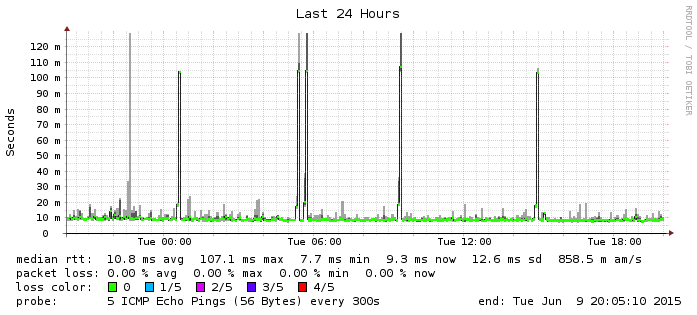 Last 24 Hours
RRDTOOL / TOBI OETIKER
Seconds
120 m
110 m
100 m
90 m
80 m
70 m
60 m
50 m
40 m
30 m
20 m
10 m
0
Tue 00:00 Tue 06:00 Tue 12:00 Tue 18:00
median rtt: 10.8 ms avg 107.1 ms max 7.7 ms min 9.3 ms now 12.6 ms sd 858.5 m am/s
packet loss: 0.00 % avg 0.00 % max 0.00 % min 0.00 % now
loss color: 0 1/5 2/5 3/5 4/5
probe: 5 ICMP Echo Pings (56 Bytes) every 300s end: Tue Jun 9 20:05:10 2015